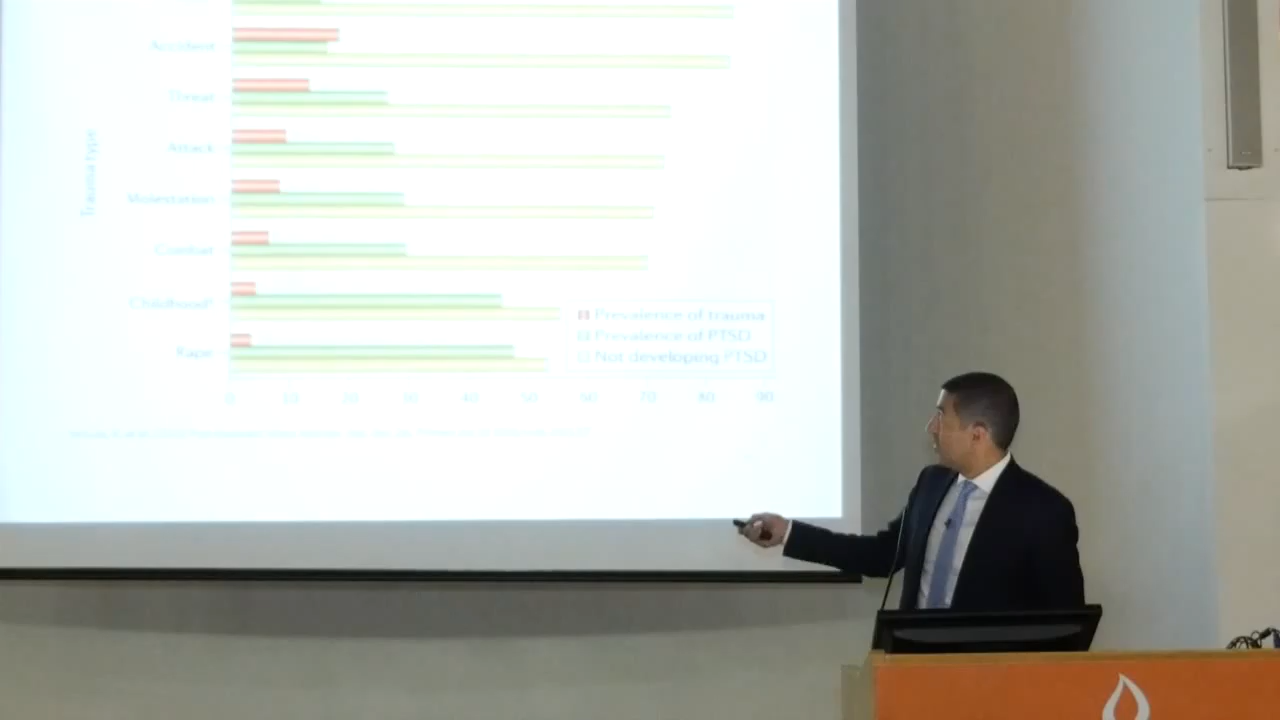 Accident
Threat
Attack
Molestation
Combat
Childhood*
Rape
Trauma type
Prevalence of trauma
Prevalence of PTSD
Not developing PTSD
0 10 20 30 40 50 60 70 80 90